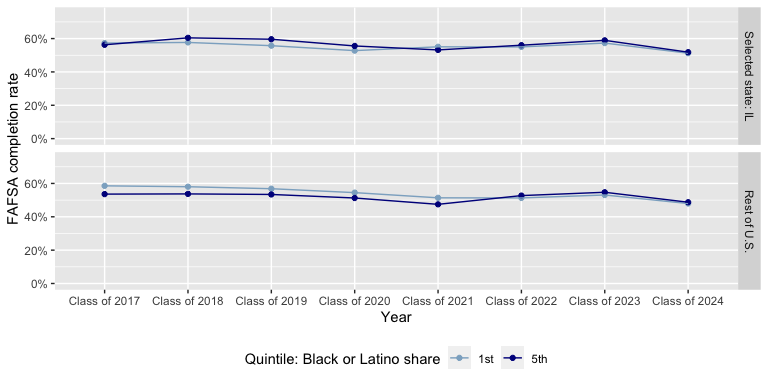 FAFSA completion rate
60%
40%
20%
0%
Selected state: IL
60%
40%
20%
0%
Rest of U.S.
Class of 2017 Class of 2018 Class of 2019 Class of 2020 Class of 2021 Class of 2022 Class of 2023 Class of 2024
Year
Quintile: Black or Latino share 1st 5th